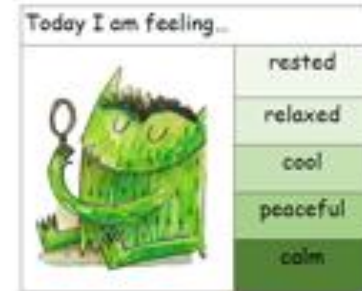 Today I am feeling...
rested
relaxed
cool
peaceful
calm